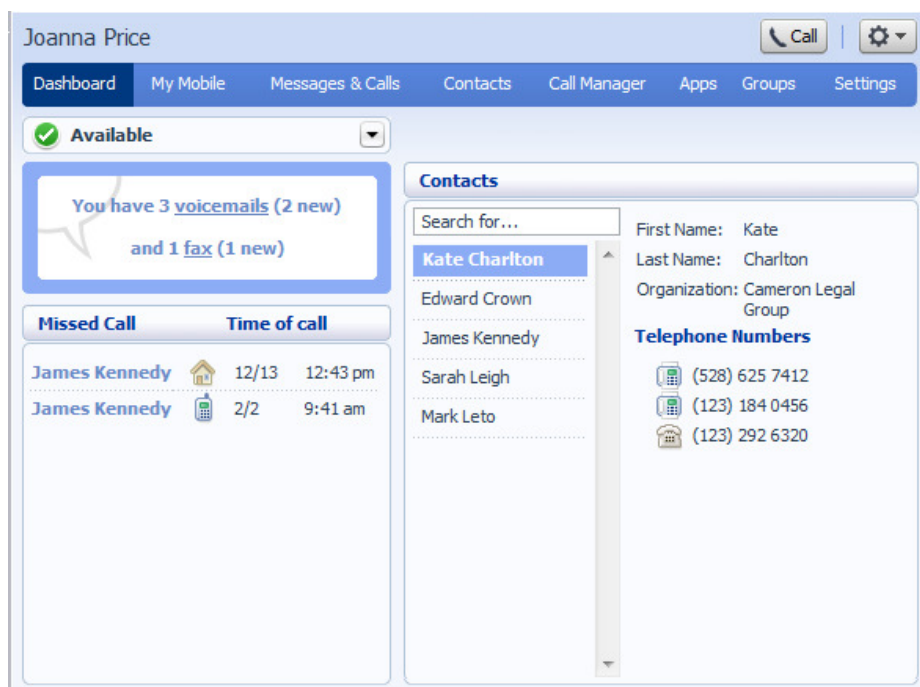 Joanna Price
Call
Dashboard My Mobile Messages & Calls Contacts Call Manager Apps Groups Settings
Available
You have 3 voicemails (2 new)
and 1 fax (1 new)
Missed Call Time of call
James Kennedy 12/13 12:43 pm
James Kennedy 2/2 9:41 am
Contacts
Search for...
Kate Charlton
Edward Crown
James Kennedy
Sarah Leigh
Mark Leto
First Name: Kate
Last Name: Charlton
Organization: Cameron Legal
Group
Telephone Numbers
(528) 625 7412
(123) 184 0456
(123) 292 6320